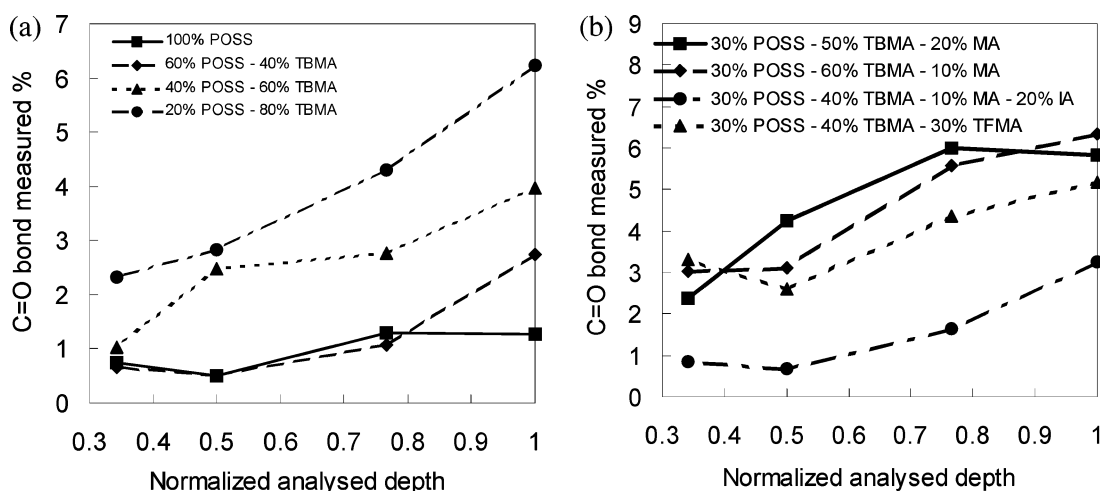 (a)
C=O bond measured %
7
6
5
4
3
2
1
0
100% POSS
60% POSS - 40% TBMA
40% POSS - 60% TBMA
20% POSS - 80% TBMA
0.3 0.4 0.5 0.6 0.7 0.8 0.9 1
Normalized analysed depth
(b)
C=O bond measured %
9
8
7
6
5
4
3
2
1
0
30% POSS - 50% TBMA - 20% MA
30% POSS - 60% TBMA - 10% MA
30% POSS - 40% TBMA - 10% MA - 20% IA
30% POSS - 40% TBMA - 30% TFMA
0.3 0.4 0.5 0.6 0.7 0.8 0.9 1
Normalized analysed depth